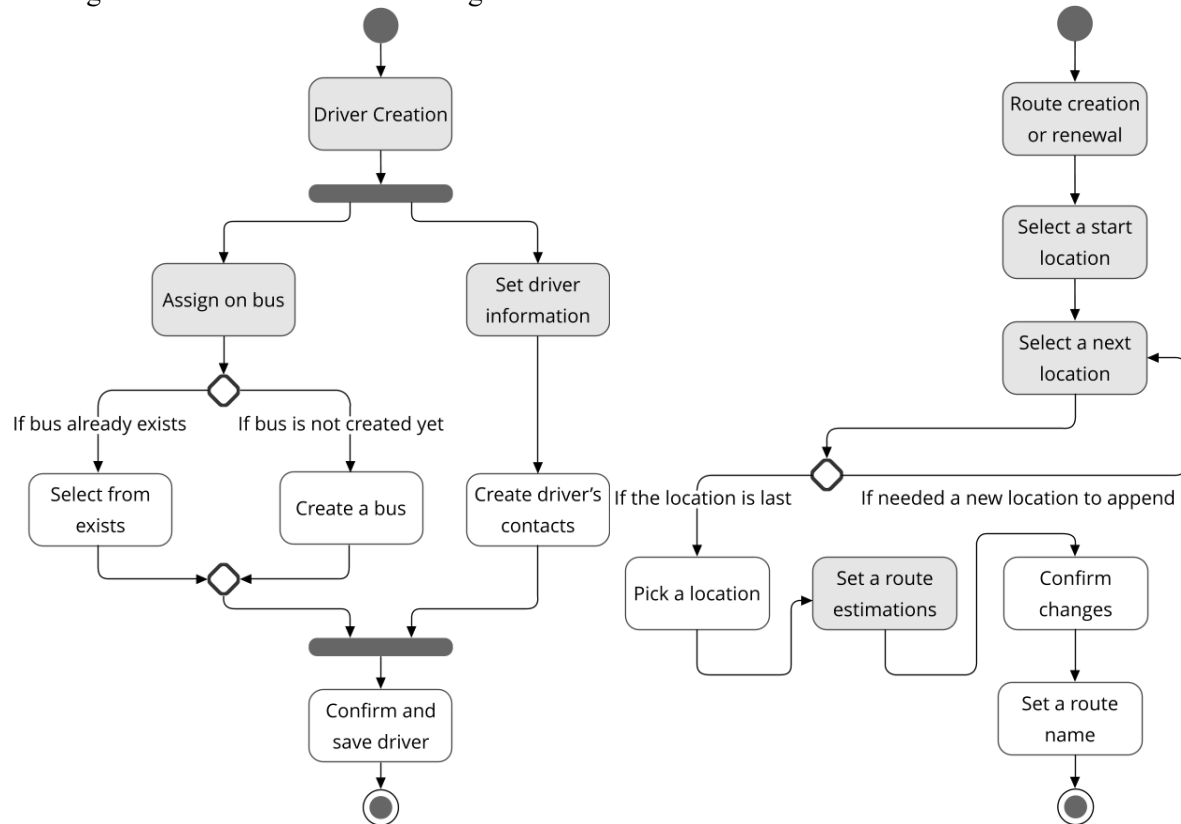 Driver Creation
Assign on bus
Set driver
information
If bus already exists
If bus is not created yet
Select from
exists
Create a bus
Create driver's
contacts
Confirm and
save driver
Route creation
or renewal
Select a start
location
Select a next
location
If the location is last
If needed a new location to append
Pick a location
Set a route
estimations
Confirm
changes
Set a route
name